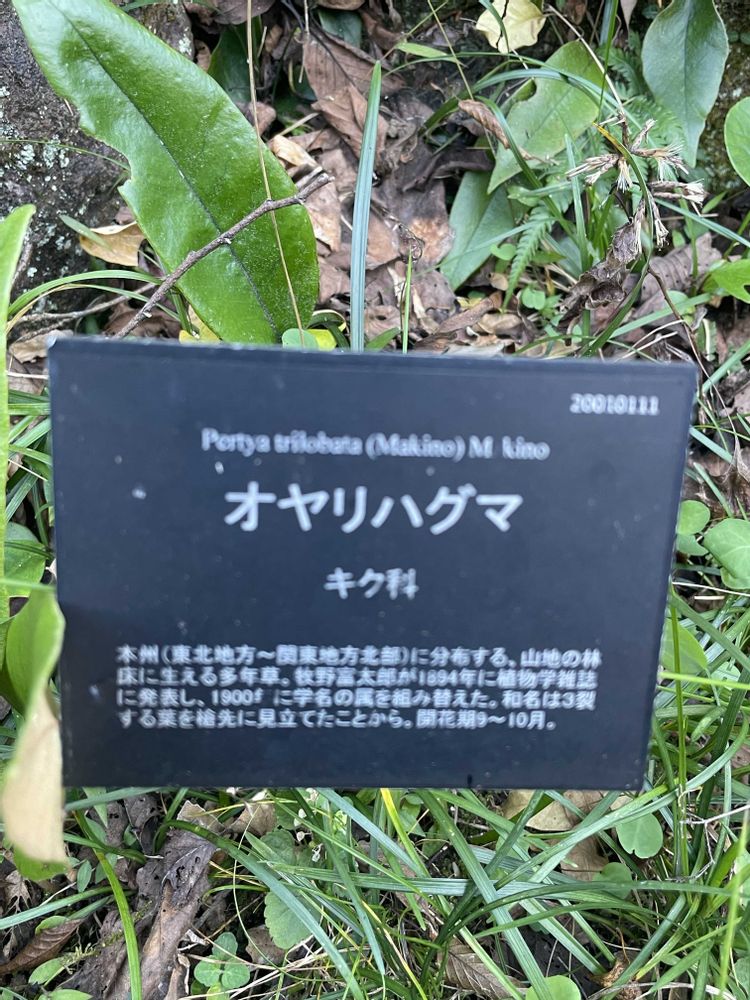 20010111
Pertya trilobata (Makino) M kino
オヤリハグマ
キク科
本州（東北地方～関東地方北部）に分布する。山地の林
床に生える多年草。牧野富太郎が1894年に植物学雑誌
に発表し、1900 に学名の属を組み替えた。和名は3裂
する葉を槍先に見立てたことから。開花期9～10月。